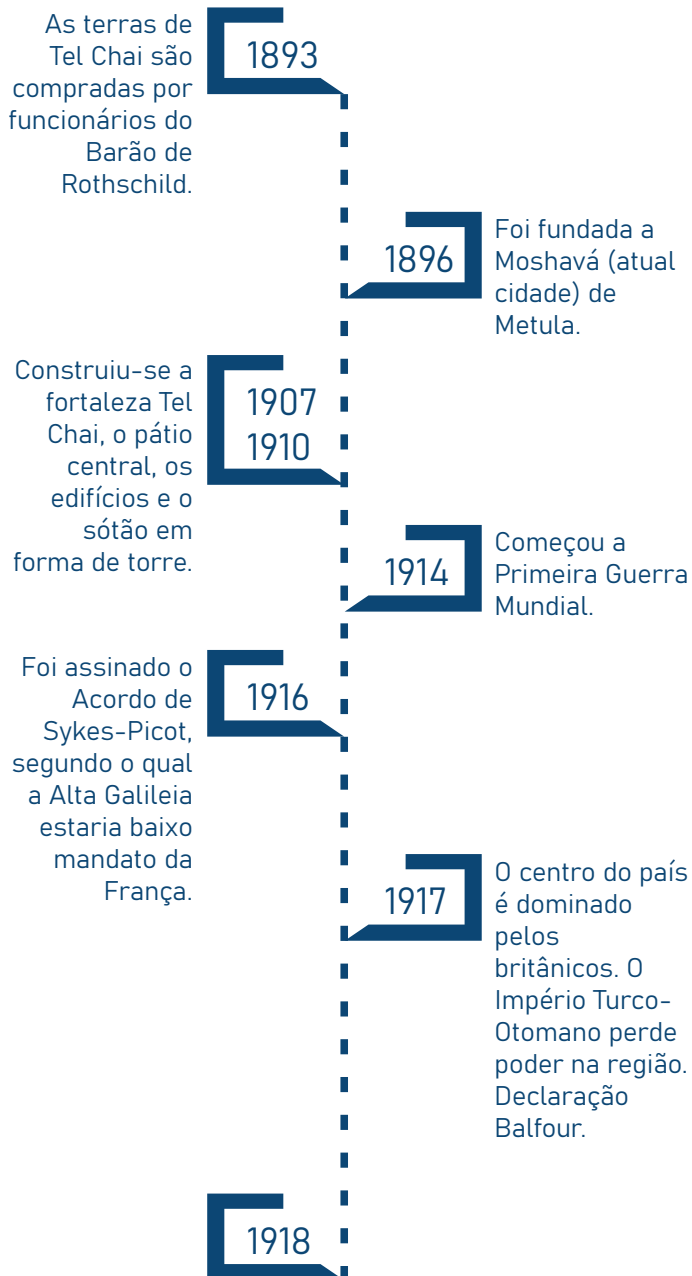 As terras de
Tel Chai são
compradas por
funcionários do
Barão de
Rothschild.
1893
1896
Foi fundada a
Moshavá (atual
cidade) de
Metula.
Construiu-se a
fortaleza Tel
Chai, o pátio
central, os
edifícios e o
sótão em
forma de torre.
1907
1910
1914
Começou a
Primeira Guerra
Mundial.
Foi assinado o
Acordo de
Sykes-Picot,
segundo o qual
a Alta Galileia
estaria baixo
mandato da
França.
1916
1917
O centro do país
é dominado
pelos
britânicos. O
Império Turco-
Otomano perde
poder na região.
Declaração
Balfour.
1918